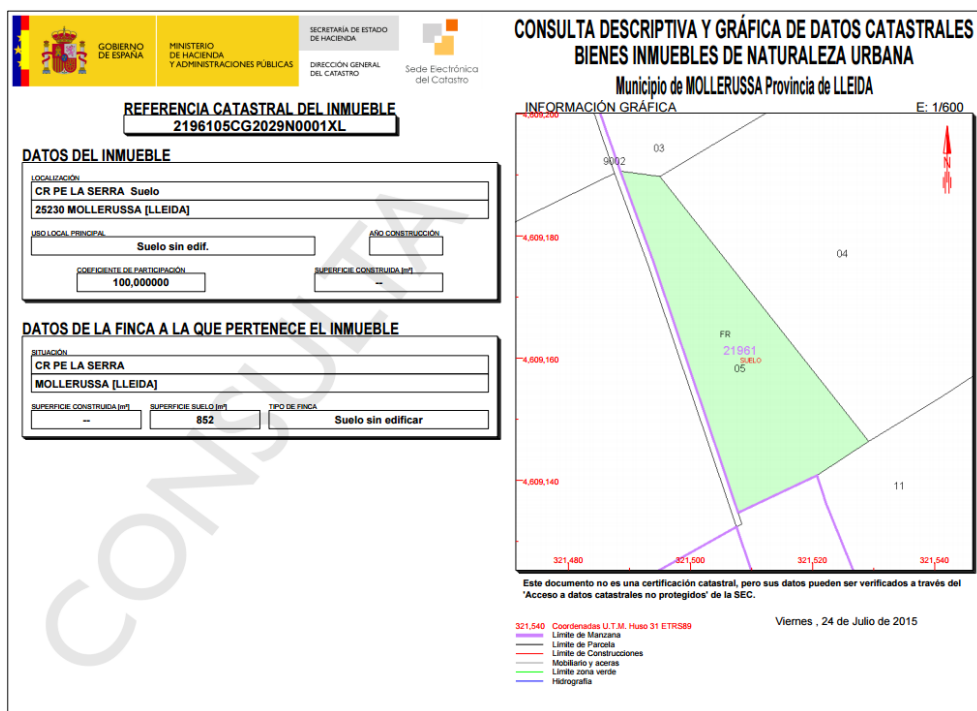 GOBIERNO
DE ESPAÑA
MINISTERIO
DE HACIENDA
Y ADMINISTRACIONES PÚBLICAS
SECRETARÍA DE ESTADO
DE HACIENDA
DIRECCIÓN GENERAL
DEL CATASTRO
Sede Electrónica
del Catastro
REFERENCIA CATASTRAL DEL INMUEBLE
2196105CG2029N0001XL
DATOS DEL INMUEBLE
LOCALIZACIÓN
CR PE LA SERRA Suelo
25230 MOLLERUSSA [LLEIDA]
USO LOCAL PRINCIPAL
AÑO CONSTRUCCIÓN
Suelo sin edif.
COEFICIENTE DE PARTICIPACIÓN
SUPERFICIE CONSTRUIDA [m²]
100,000000
--
DATOS DE LA FINCA A LA QUE PERTENECE EL INMUEBLE
SITUACIÓN
CR PE LA SERRA
MOLLERUSSA [LLEIDA]
SUPERFICIE CONSTRUIDA [m²]
SUPERFICIE SUELO [m²]
TIPO DE FINCA
--
852
Suelo sin edificar
CONSULTA
CONSULTA DESCRIPTIVA Y GRÁFICA DE DATOS CATASTRALES
BIENES INMUEBLES DE NATURALEZA URBANA
Municipio de MOLLERUSSA Provincia de LLEIDA
INFORMACIÓN GRÁFICA
E: 1/600
4,609,200
03
9002
N
4,609,180
04
FR
21961
4,609,160
SUELO
05
4,609,140
11
321,480
321,500
321,520
321,540
Este documento no es una certificación catastral, pero sus datos pueden ser verificados a través del
'Acceso a datos catastrales no protegidos' de la SEC.
Viernes , 24 de Julio de 2015
321,540 Coordenadas U.T.M. Huso 31 ETRS89
Límite de Manzana
Límite de Parcela
Límite de Construcciones
Mobiliario y aceras
Límite zona verde
Hidrografía